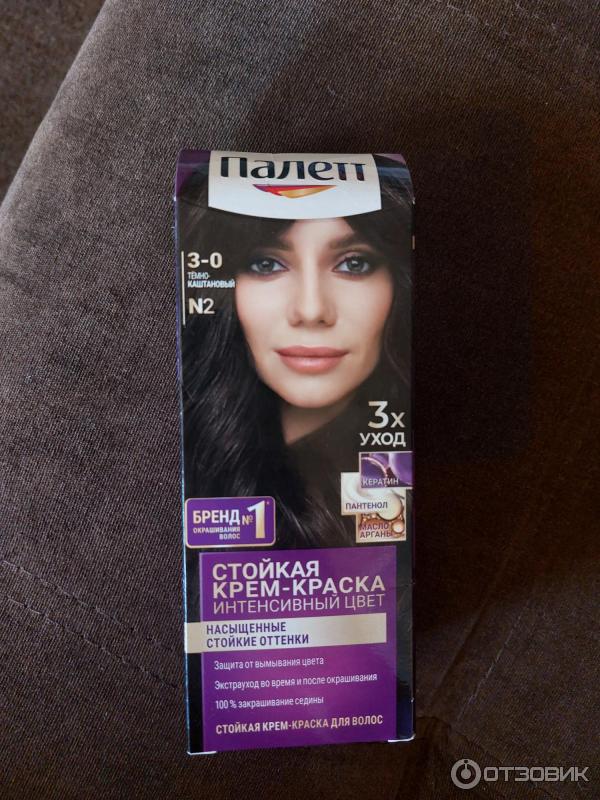 Палетт
3-0
ТЁМНО-
КАШТАНОВЫЙ
N2
3x
УХОД
КЕРАТИН
ПАНТЕНОЛ
МАСЛО
АРГАНЫ
БРЕНД №1*
ОКРАШИВАНИЯ
ВОЛОС
СТОЙКАЯ
КРЕМ-КРАСКА
ИНТЕНСИВНЫЙ ЦВЕТ
НАСЫЩЕННЫЕ
СТОЙКИЕ ОТТЕНКИ
Защита от вымывания цвета
Экстрауход во время и после окрашивания
100 % закрашивание седины
СТОЙКАЯ КРЕМ-КРАСКА ДЛЯ ВОЛОС
ОТЗОВИК